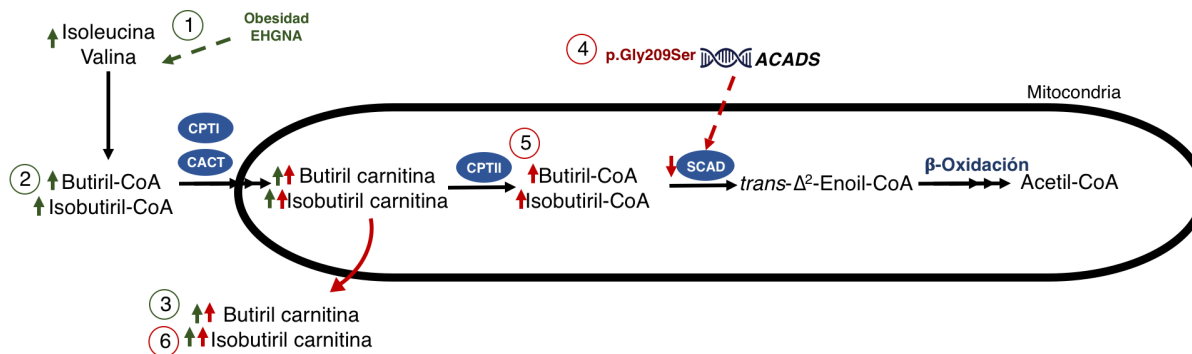 1
Isoleucina
Valina
Obesidad
EHGNA
4
p.Gly209Ser
ACADS
Mitocondria
CPTI
CACT
2
Butiril-CoA
Isobutiril-CoA
Butiril carnitina
Isobutiril carnitina
CPTII
5
Butiril-CoA
Isobutiril-CoA
SCAD
trans-Δ²-Enoil-CoA
β-Oxidación
Acetil-CoA
3
Butiril carnitina
6
Isobutiril carnitina